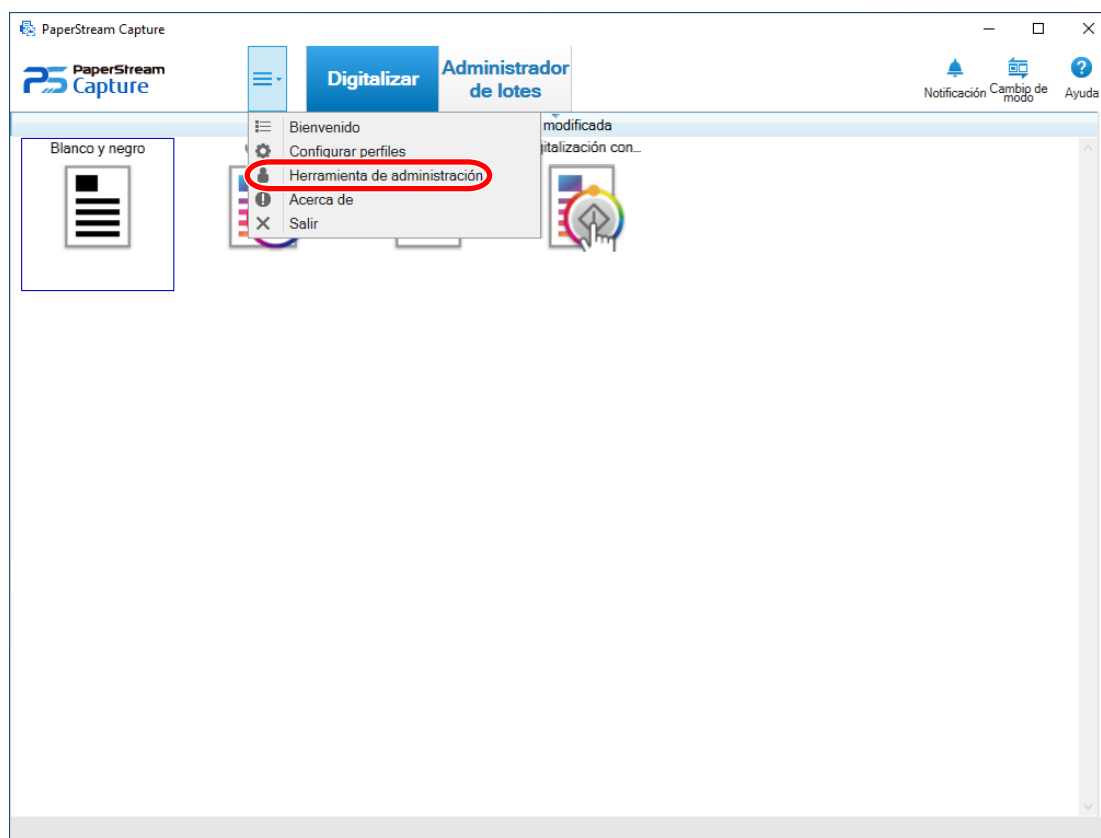 PaperStream Capture
PaperStream
Capture
Digitalizar
Administrador
de lotes
Notificación
Cambio de
modo
Ayuda
modificada
Bienvenido
Configurar perfiles
Herramienta de administración
Acerca de
Salir
Blanco y negro
con...